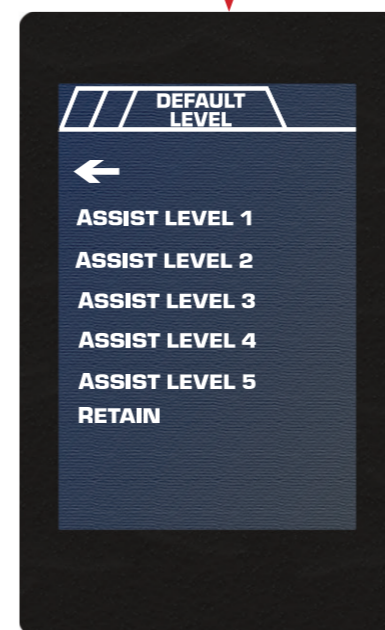 DEFAULT
LEVEL
ASSIST LEVEL 1
ASSIST LEVEL 2
ASSIST LEVEL 3
ASSIST LEVEL 4
ASSIST LEVEL 5
RETAIN